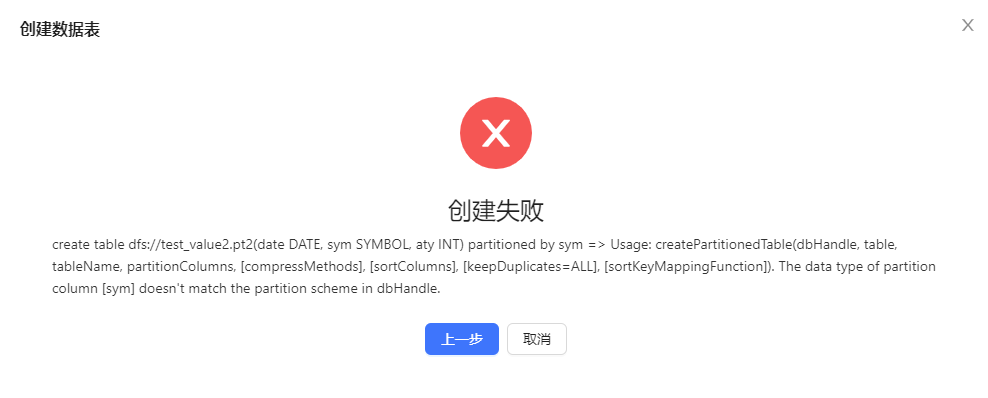 创建数据表
X
创建失败
create table dfs://test_value2.pt2(date DATE, sym SYMBOL, aty INT) partitioned by sym => Usage: createPartitionedTable(dbHandle, table,
tableName, partitionColumns, [compressMethods], [sortColumns], [keepDuplicates=ALL], [sortKeyMappingFunction]). The data type of partition
column [sym] doesn't match the partition scheme in dbHandle.
上一步 取消